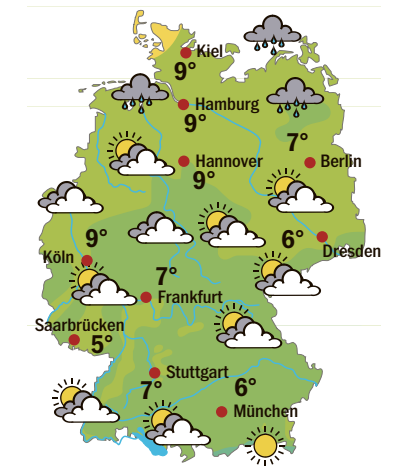 Kiel
9°
Hamburg
9°
7°
Hannover
Berlin
9°
9°
6°
Köln
Dresden
7°
Frankfurt
Saarbrücken
5°
Stuttgart
7°
6°
München